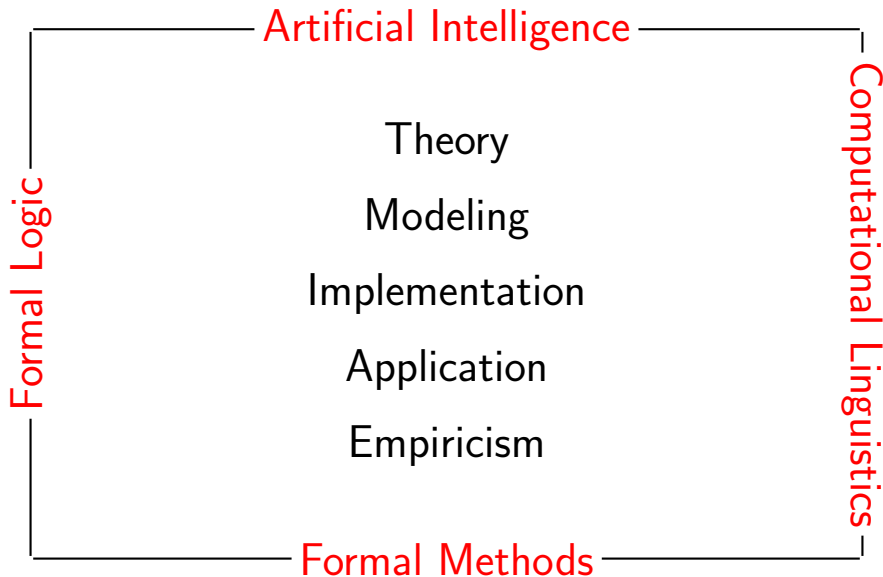 Artificial Intelligence
Computational Linguistics
Theory
Modeling
Implementation
Application
Empiricism
Formal Logic
Formal Methods